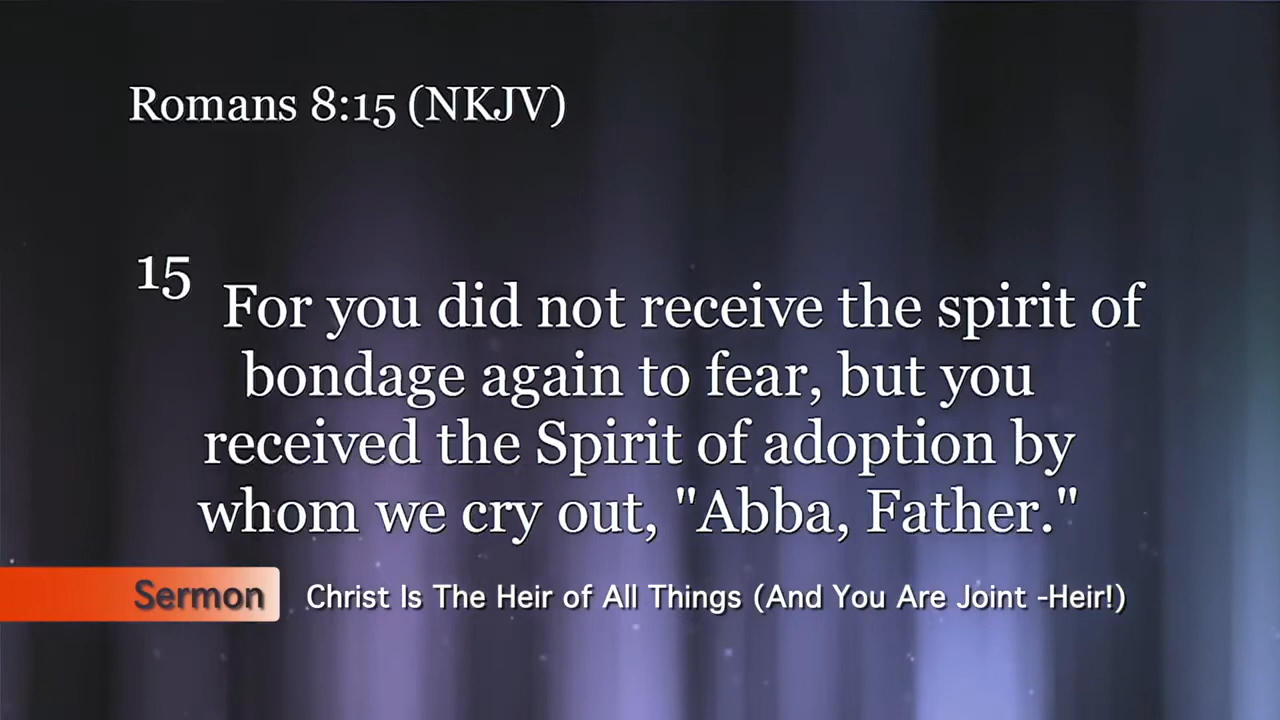 Romans 8:15 (NKJV)
15 For you did not receive the spirit of
bondage again to fear, but you
received the Spirit of adoption by
whom we cry out, "Abba, Father."
Sermon Christ Is The Heir of All Things (And You Are Joint -Heir!)